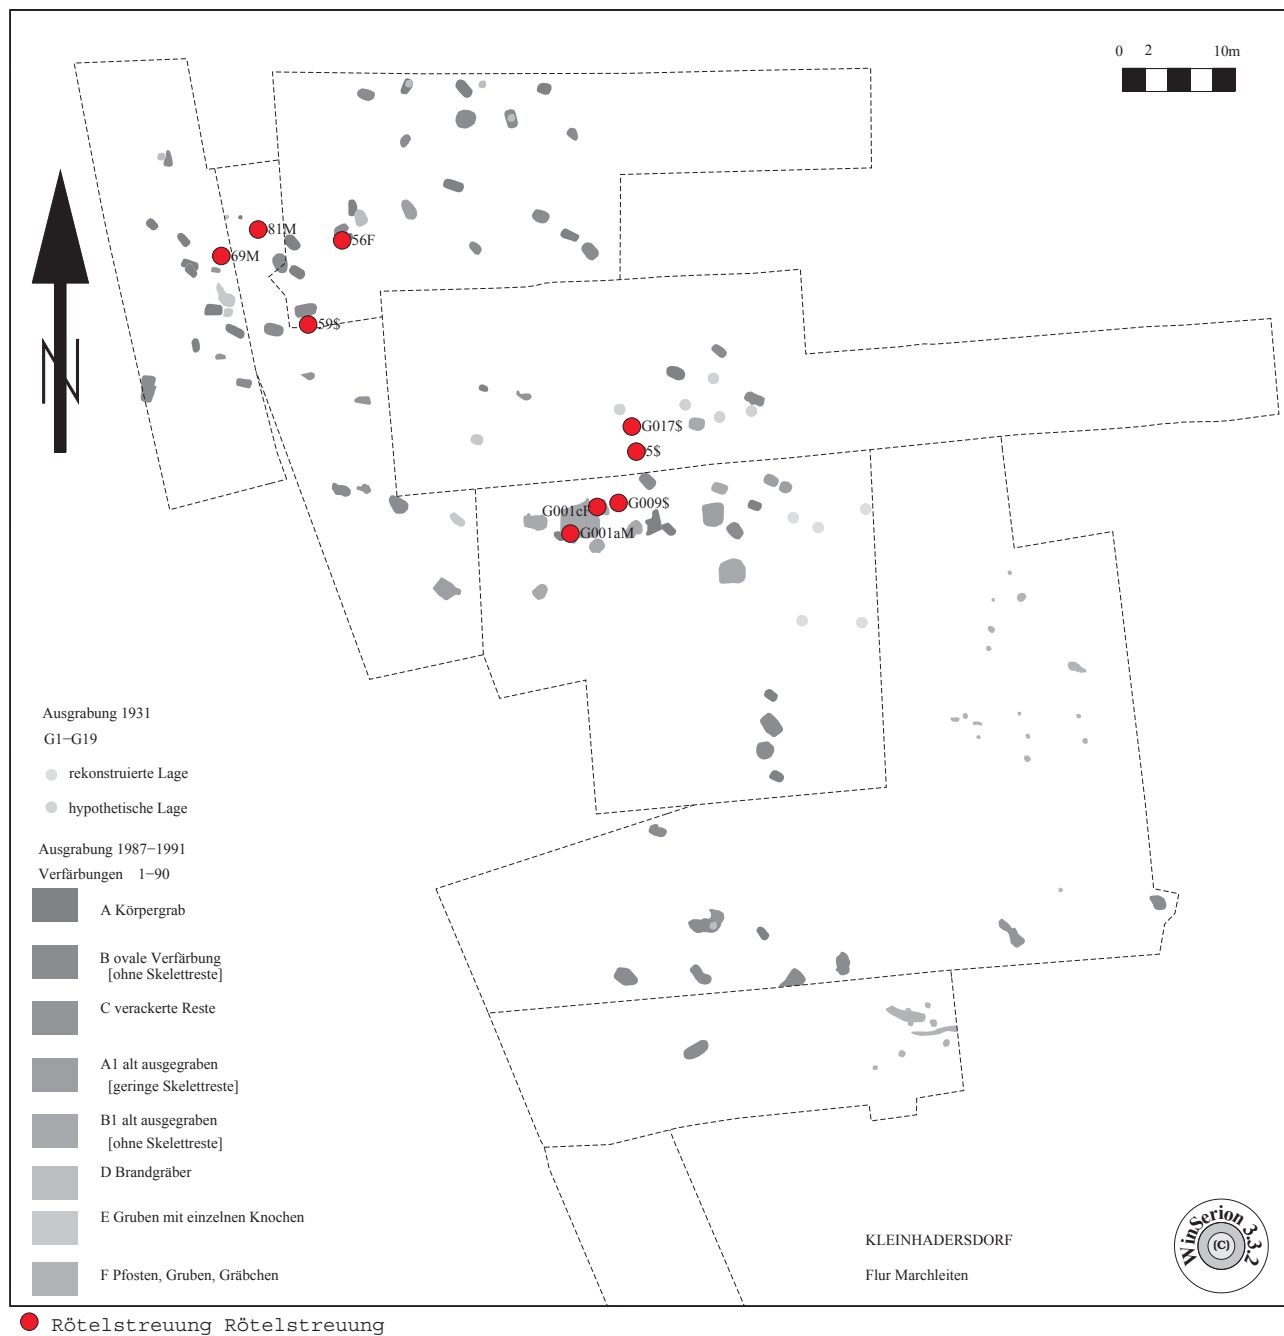 0 2 10m
81M
56F
69M
59$
G017$
5$
G009$
G001cF
G001aM
N
Ausgrabung 1931
G1−G19
rekonstruierte Lage
hypothetische Lage
Ausgrabung 1987−1991
Verfärbungen 1−90
A Körpergrab
B ovale Verfärbung
[ohne Skelettreste]
C verackerte Reste
A1 alt ausgegraben
[geringe Skelettreste]
B1 alt ausgegraben
[ohne Skelettreste]
D Brandgräber
E Gruben mit einzelnen Knochen
F Pfosten, Gruben, Gräbchen
KLEINHADERSDORF
Flur Marchleiten
WinSerion 3.3.2
(C)
Rötelstreuung Rötelstreuung